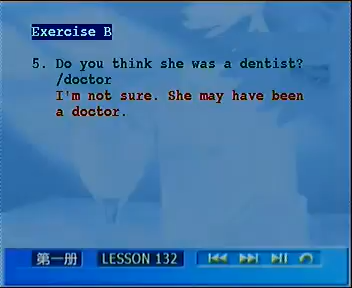 Exercise B
5. Do you think she was a dentist?
/doctor
I'm not sure. She may have been
a doctor.
第一册 LESSON 132